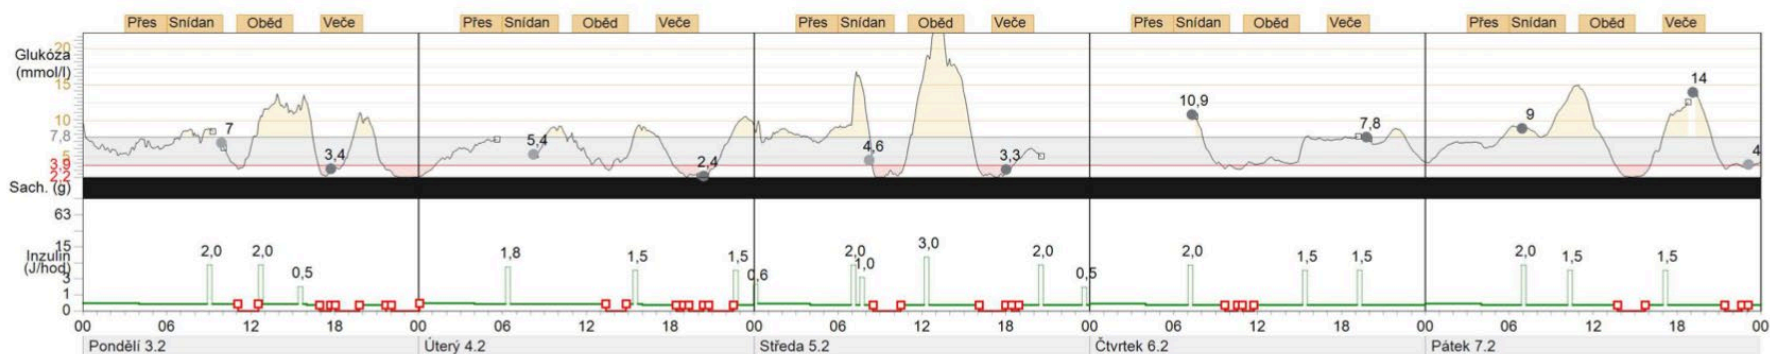 Přes Snídan Oběd Veče Přes Snídan Oběd Veče Přes Snídan Oběd Veče Přes Snídan Oběd Veče Přes Snídan Oběd Veče
Glukóza
(mmol/l)
20
15
10
7,8
5
3,9
2,2
7 3,4 5,4 2,4 4,6 3,3 10,9 7,8 9 14 4
Sach. (g)
63
15
Inzulin
(J/hod)
3
1
0
2,0 2,0 0,5 1,8 1,5 1,5 0,6 2,0 1,0 3,0 2,0 0,5 2,0 1,5 1,5 2,0 1,5 1,5
00 06 12 18 00 06 12 18 00 06 12 18 00 06 12 18 00 06 12 18 00
Pondělí 3.2 Úterý 4.2 Středa 5.2 Čtvrtek 6.2 Pátek 7.2